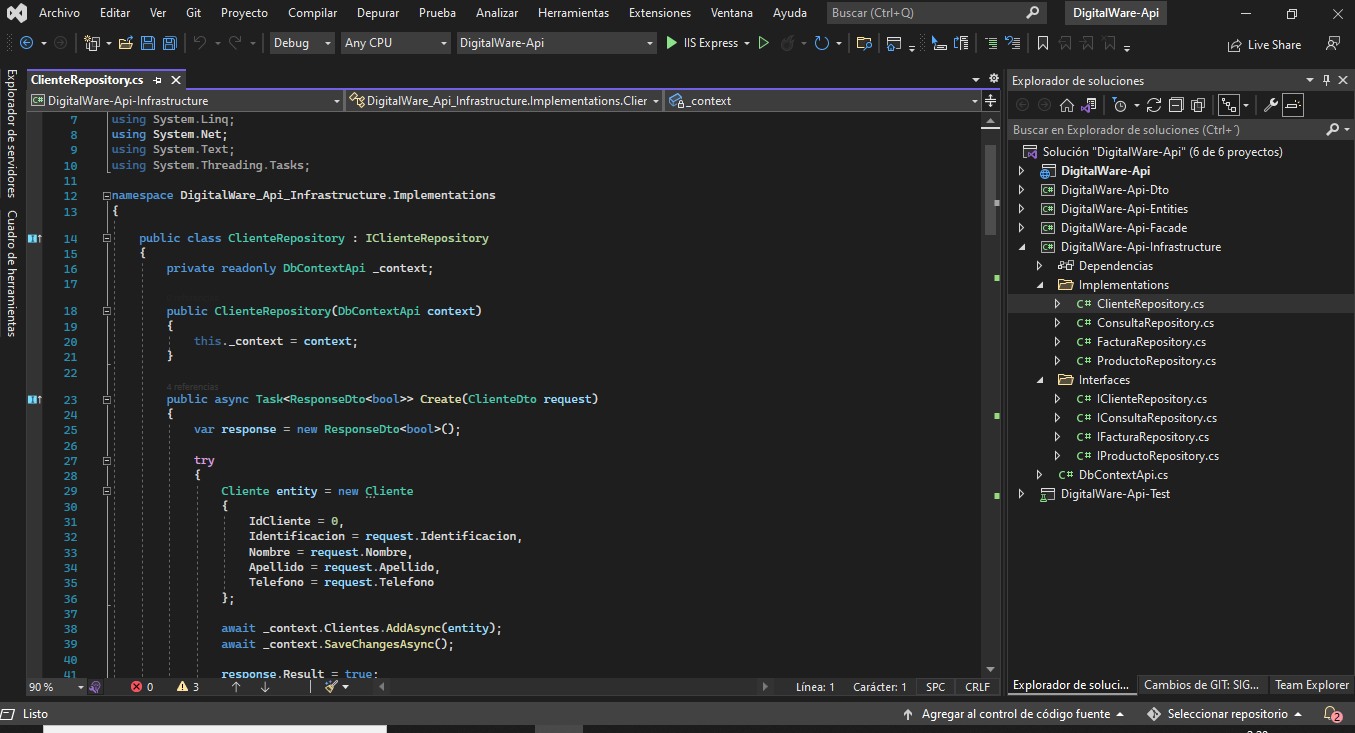 Archivo Editar Ver Git Proyecto Compilar Depurar Prueba Analizar Herramientas Extensiones Ventana Ayuda Buscar (Ctrl+Q) DigitalWare-Api
Debug Any CPU DigitalWare-Api IIS Express Live Share
Explorador de servidores
Cuadro de herramientas
ClienteRepository.cs
DigitalWare-Api-Infrastructure DigitalWare_Api_Infrastructure.Implementations.Clier _context
7 using System.Linq;
8 using System.Net;
9 using System.Text;
10 using System.Threading.Tasks;
11
12 namespace DigitalWare_Api_Infrastructure.Implementations
13 {
14 public class ClienteRepository : IClienteRepository
15 {
16 private readonly DbContextApi _context;
17
18 public ClienteRepository(DbContextApi context)
19 {
20 this._context = context;
21 }
22
4 referencias
23 public async Task<ResponseDto<bool>> Create(ClienteDto request)
24 {
25 var response = new ResponseDto<bool>();
26
27 try
28 {
29 Cliente entity = new Cliente
30 {
31 IdCliente = 0,
32 Identificacion = request.Identificacion,
33 Nombre = request.Nombre,
34 Apellido = request.Apellido,
35 Telefono = request.Telefono
36 };
37
38 await _context.Clientes.AddAsync(entity);
39 await _context.SaveChangesAsync();
40
41 response.Result = true;
90 % 0 3 Línea: 1 Carácter: 1 SPC CRLF
Explorador de soluciones
Buscar en Explorador de soluciones (Ctrl+´)
Solución "DigitalWare-Api" (6 de 6 proyectos)
DigitalWare-Api
C# DigitalWare-Api-Dto
C# DigitalWare-Api-Entities
C# DigitalWare-Api-Facade
C# DigitalWare-Api-Infrastructure
Dependencias
Implementations
C# ClienteRepository.cs
C# ConsultaRepository.cs
C# FacturaRepository.cs
C# ProductoRepository.cs
Interfaces
C# IClienteRepository.cs
C# IConsultaRepository.cs
C# IFacturaRepository.cs
C# IProductoRepository.cs
C# DbContextApi.cs
DigitalWare-Api-Test
Explorador de soluci... Cambios de GIT: SIG... Team Explorer
Listo Agregar al control de código fuente Seleccionar repositorio 2